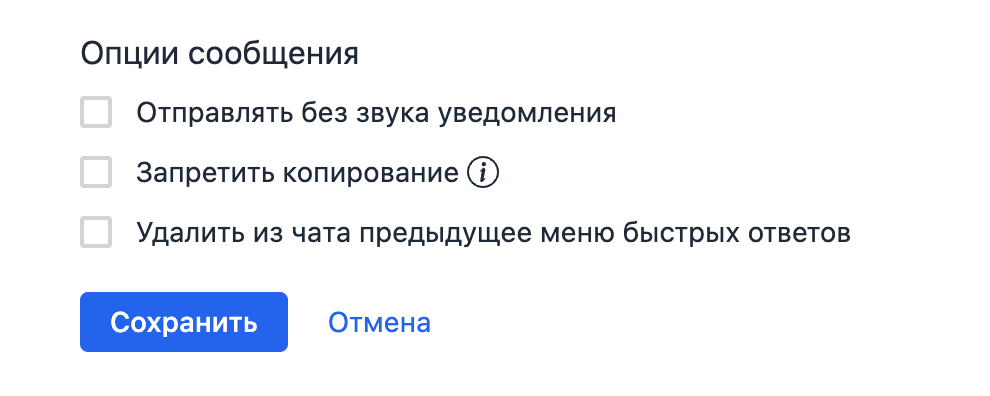 Опции сообщения
Отправлять без звука уведомления
Запретить копирование i
Удалить из чата предыдущее меню быстрых ответов
Сохранить Отмена